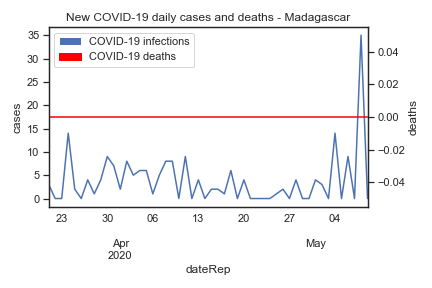 New COVID-19 daily cases and deaths - Madagascar
COVID-19 infections
COVID-19 deaths
35
30
25
20
15
10
5
0
cases
0.04
0.02
0.00
−0.02
−0.04
deaths
23 30 06 13 20 27 04
Apr May
2020
dateRep